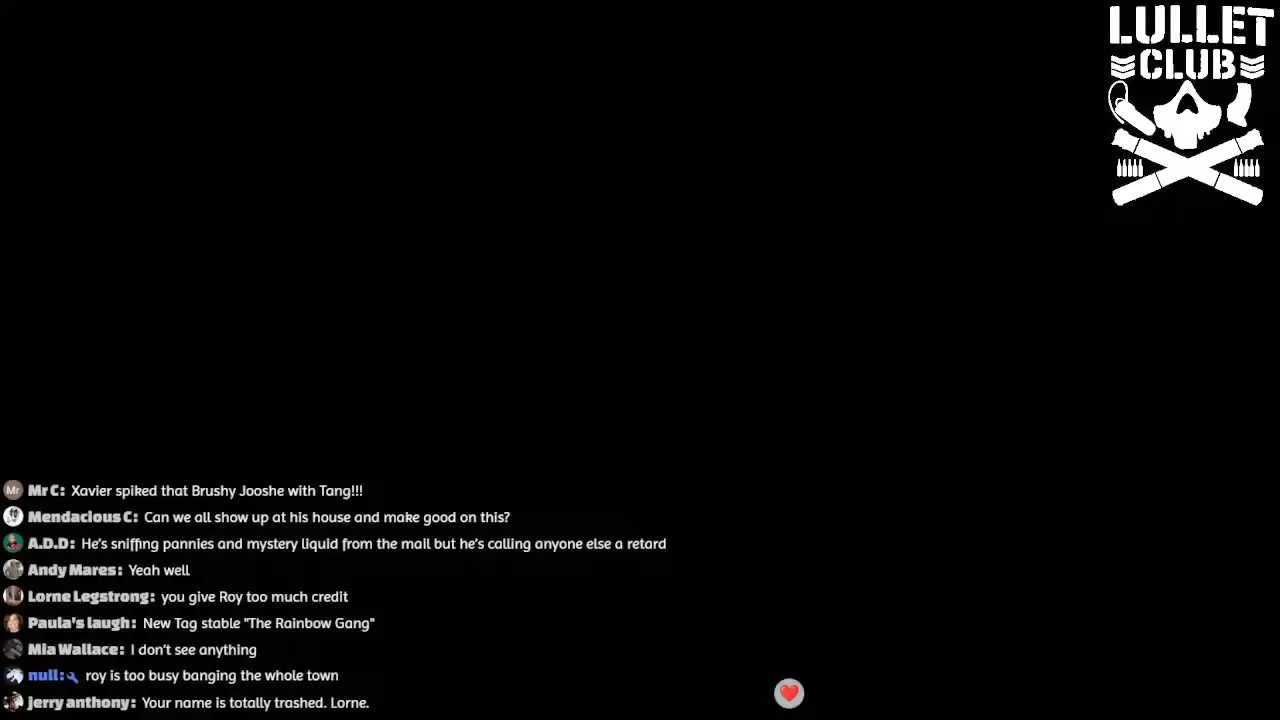 LULLET
CLUB
Mr C: Xavier spiked that Brushy Jooshe with Tang!!!
Mendacious C: Can we all show up at his house and make good on this?
A.D.D: He's sniffing pannies and mystery liquid from the mail but he's calling anyone else a retard
Andy Mares: Yeah well
Lorne Legstrong: you give Roy too much credit
Paula's laugh: New Tag stable "The Rainbow Gang"
Mia Wallace: I don't see anything
null: roy is too busy banging the whole town
Jerry anthony: Your name is totally trashed. Lorne.